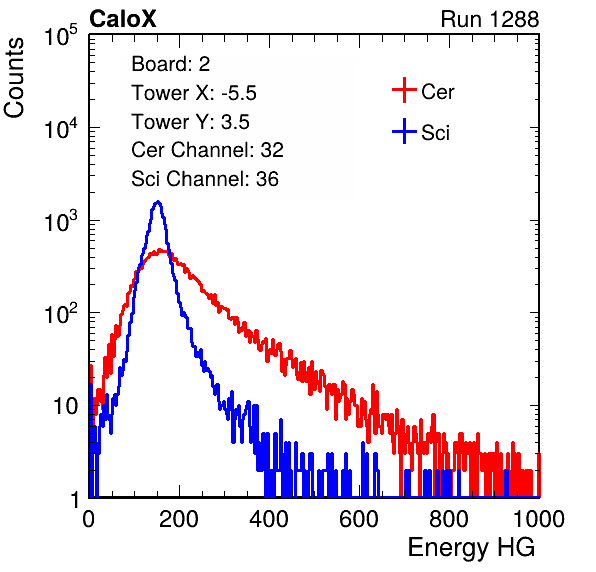 CaloX Run 1288
Counts
10^5
10^4
10^3
10^2
10
1
Board: 2
Tower X: -5.5
Tower Y: 3.5
Cer Channel: 32
Sci Channel: 36
Cer
Sci
0 200 400 600 800 1000
Energy HG